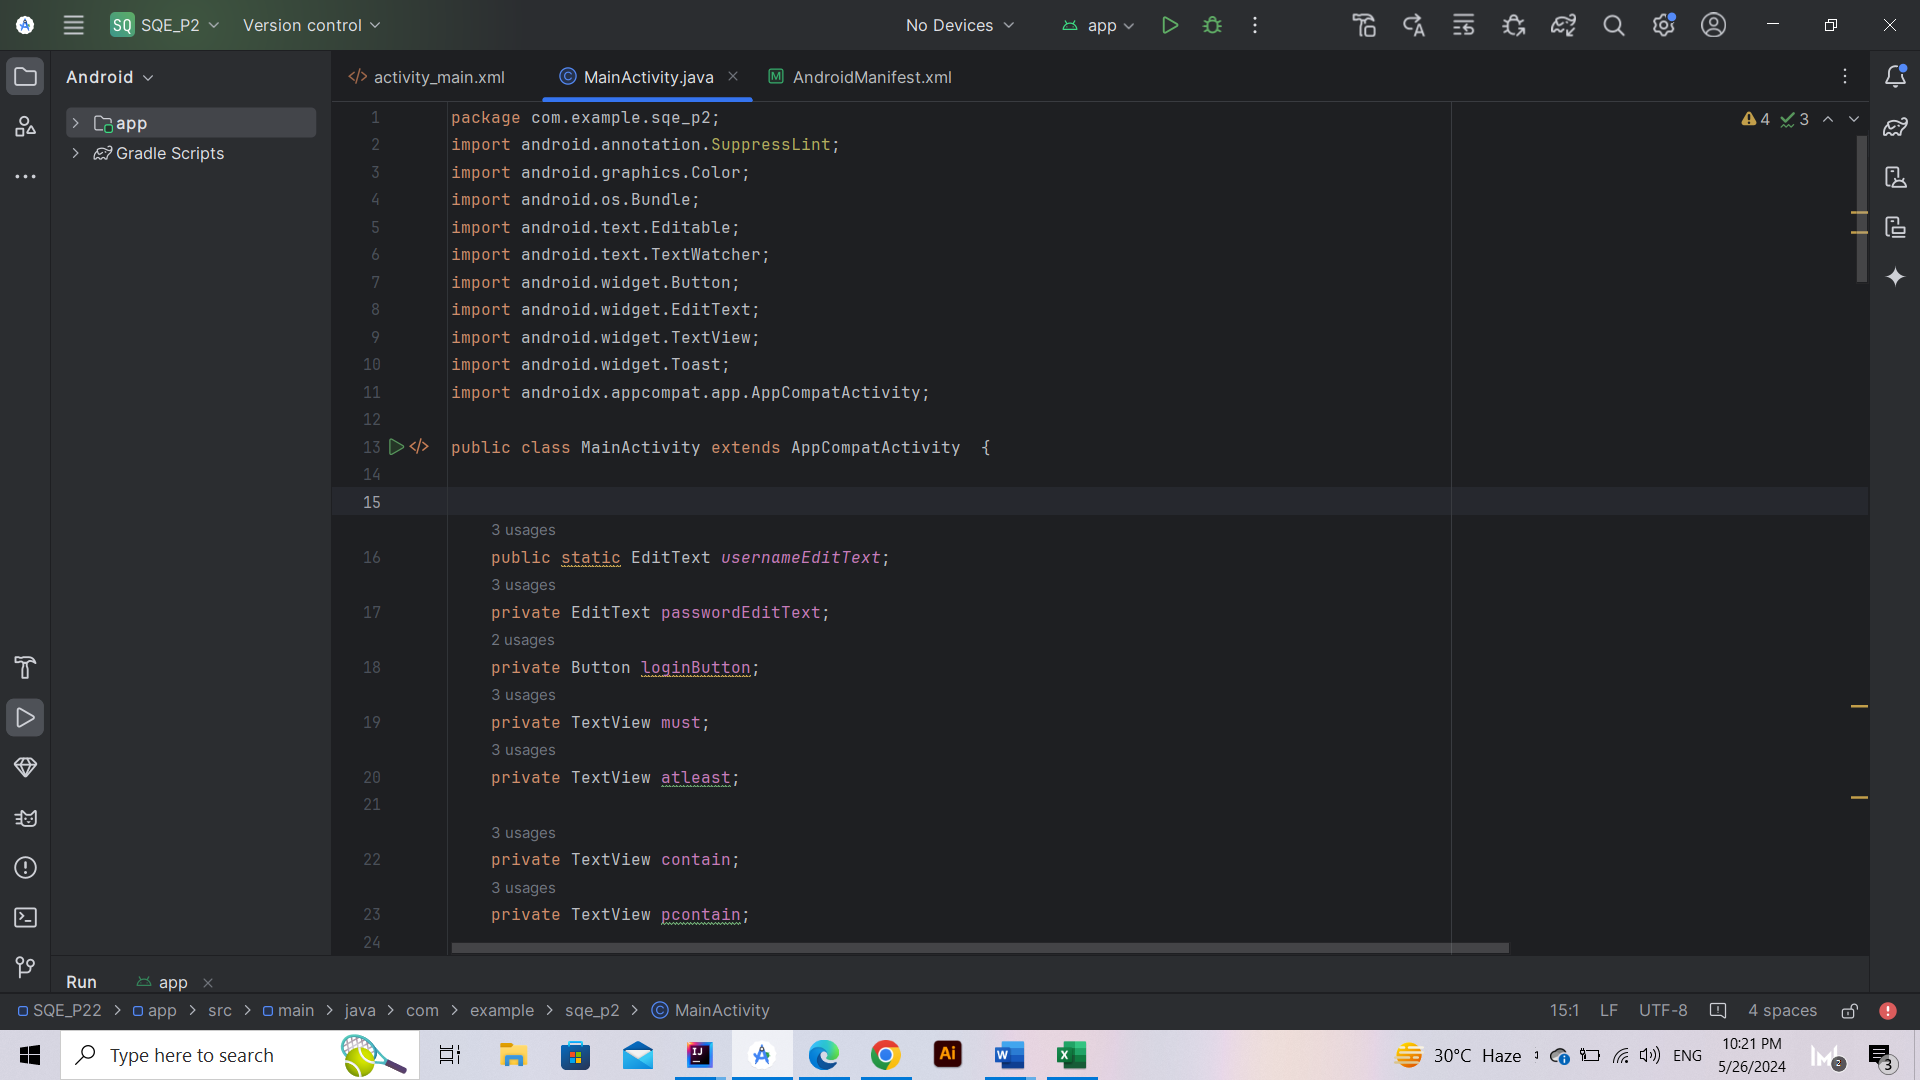 SQ SQE_P2 Version control No Devices app
Android
activity_main.xml MainActivity.java AndroidManifest.xml
app
Gradle Scripts
4 3
1 package com.example.sqe_p2;
2 import android.annotation.SuppressLint;
3 import android.graphics.Color;
4 import android.os.Bundle;
5 import android.text.Editable;
6 import android.text.TextWatcher;
7 import android.widget.Button;
8 import android.widget.EditText;
9 import android.widget.TextView;
10 import android.widget.Toast;
11 import androidx.appcompat.app.AppCompatActivity;
12
13 public class MainActivity extends AppCompatActivity {
14
15
3 usages
16 public static EditText usernameEditText;
3 usages
17 private EditText passwordEditText;
2 usages
18 private Button loginButton;
3 usages
19 private TextView must;
3 usages
20 private TextView atleast;
21
3 usages
22 private TextView contain;
3 usages
23 private TextView pcontain;
24
Run app
SQE_P22 > app > src > main > java > com > example > sqe_p2 > MainActivity 15:1 LF UTF-8 4 spaces
Type here to search
30°C Haze ENG
10:21 PM
5/26/2024
2
3